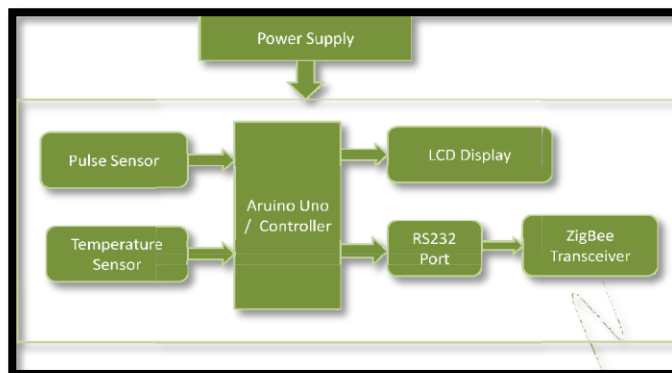 Power Supply
Pulse Sensor
LCD Display
Aruino Uno
/ Controller
Temperature
Sensor
RS232
Port
ZigBee
Transceiver